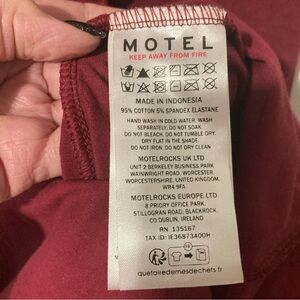 MOTEL
KEEP AWAY FROM FIRE
MADE IN INDONESIA
95% COTTON 5% SPANDEX ELASTANE
HAND WASH IN COLD WATER. WASH
SEPARATELY. DO NOT SOAK.
DO NOT BLEACH. DO NOT TUMBLE DRY.
DRY FLAT IN THE SHADE.
DO NOT IRON. DO NOT DRY CLEAN
MOTELROCKS UK LTD
UNIT 2 BERKELEY BUSINESS PARK
WAINWRIGHT ROAD, WORCESTER,
WORCESTERSHIRE, UNITED KINGDOM,
WR4 9FA
MOTELROCKS EUROPE LTD
8 PRIORY OFFICE PARK,
STILLORGAN ROAD, BLACKROCK,
CO DUBLIN, IRELAND
RN 135167
TAX ID: IE3687340OH
FR
quefairedemesdechets.fr